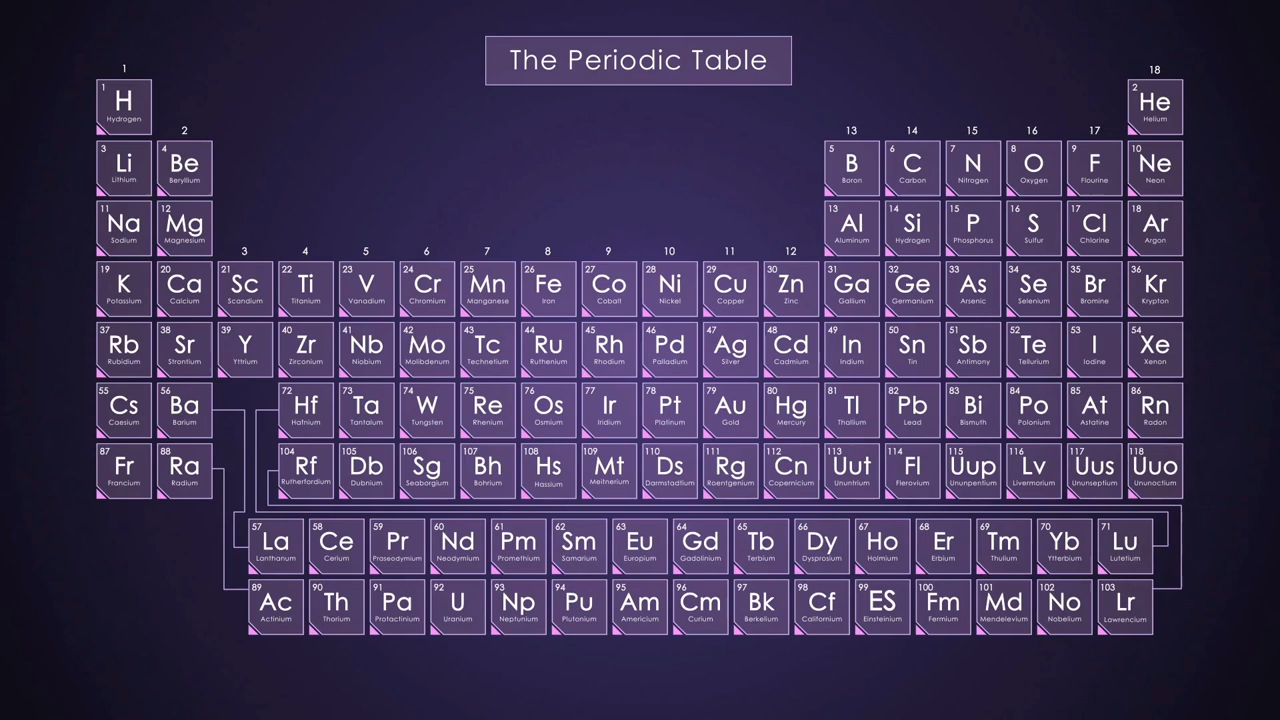 The Periodic Table
1 18
1 H Hydrogen 2 He Helium
2 13 14 15 16 17
3 Li Lithium 4 Be Beryllium 5 B Boron 6 C Carbon 7 N Nitrogen 8 O Oxygen 9 F Flourine 10 Ne Neon
11 Na Sodium 12 Mg Magnesium 13 Al Aluminum 14 Si Hydrogen 15 P Phosphorus 16 S Sulfur 17 Cl Chlorine 18 Ar Argon
3 4 5 6 7 8 9 10 11 12
19 K Potassium 20 Ca Calcium 21 Sc Scandium 22 Ti Titanium 23 V Vanadium 24 Cr Chromium 25 Mn Manganese 26 Fe Iron 27 Co Cobalt 28 Ni Nickel 29 Cu Copper 30 Zn Zinc 31 Ga Gallium 32 Ge Germanium 33 As Arsenic 34 Se Selenium 35 Br Bromine 36 Kr Krypton
37 Rb Rubidium 38 Sr Strontium 39 Y Yttrium 40 Zr Zirconium 41 Nb Niobium 42 Mo Molibdenum 43 Tc Technetium 44 Ru Ruthenium 45 Rh Rhodium 46 Pd Palladium 47 Ag Silver 48 Cd Cadmium 49 In Indium 50 Sn Tin 51 Sb Antimony 52 Te Tellurium 53 I Iodine 54 Xe Xenon
55 Cs Caesium 56 Ba Barium 72 Hf Hafnium 73 Ta Tantalum 74 W Tungsten 75 Re Rhenium 76 Os Osmium 77 Ir Iridium 78 Pt Platinum 79 Au Gold 80 Hg Mercury 81 Tl Thallium 82 Pb Lead 83 Bi Bismuth 84 Po Polonium 85 At Astatine 86 Rn Radon
87 Fr Francium 88 Ra Radium 104 Rf Rutherfordium 105 Db Dubnium 106 Sg Seaborgium 107 Bh Bohrium 108 Hs Hassium 109 Mt Meitnerium 110 Ds Darmstadtium 111 Rg Roentgenium 112 Cn Copernicium 113 Uut Ununtrium 114 Fl Flerovium 115 Uup Ununpentium 116 Lv Livermorium 117 Uus Ununseptium 118 Uuo Ununoctium
57 La Lanthanum 58 Ce Cerium 59 Pr Praseodymium 60 Nd Neodymium 61 Pm Promethium 62 Sm Samarium 63 Eu Europium 64 Gd Gadolinium 65 Tb Terbium 66 Dy Dysprosium 67 Ho Holmium 68 Er Erbium 69 Tm Thulium 70 Yb Ytterbium 71 Lu Lutetium
89 Ac Actinium 90 Th Thorium 91 Pa Protactinium 92 U Uranium 93 Np Neptunium 94 Pu Plutonium 95 Am Americium 96 Cm Curium 97 Bk Berkelium 98 Cf Californium 99 ES Einsteinium 100 Fm Fermium 101 Md Mendelevium 102 No Nobelium 103 Lr Lawrencium